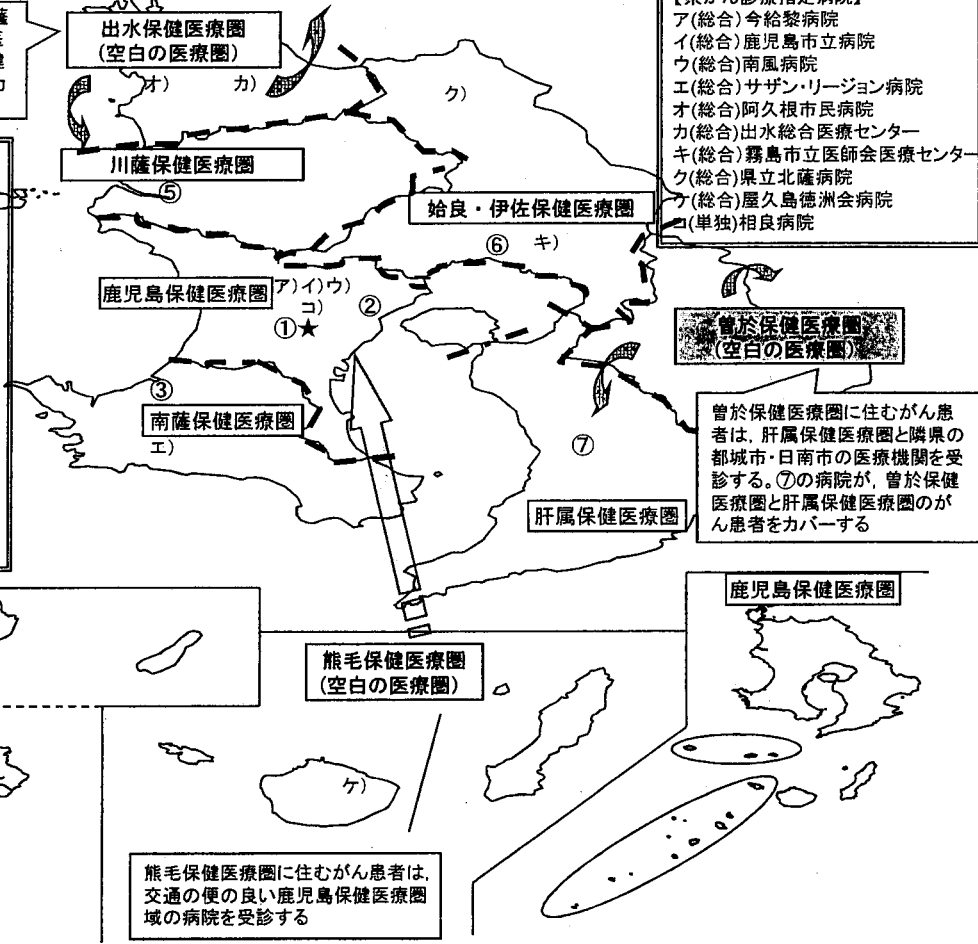 薩
健
カ
出水保健医療圏
(空白の医療圏)
オ)
カ)
ク)
ア(総合)今給黎病院
イ(総合)鹿児島市立病院
ウ(総合)南風病院
エ(総合)サザン・リージョン病院
オ(総合)阿久根市民病院
カ(総合)出水総合医療センター
キ(総合)霧島市立医師会医療センター
ク(総合)県立北薩病院
ケ(総合)屋久島徳洲会病院
コ(単独)相良病院
川薩保健医療圏
⑤
姶良・伊佐保健医療圏
⑥
キ)
鹿児島保健医療圏
ア)イ)ウ)
コ)
①★
②
曽於保健医療圏
(空白の医療圏)
③
南薩保健医療圏
エ)
⑦
曽於保健医療圏に住むがん患
者は，肝属保健医療圏と隣県の
都城市・日南市の医療機関を受
診する。⑦の病院が，曽於保健
医療圏と肝属保健医療圏のが
ん患者をカバーする
肝属保健医療圏
鹿児島保健医療圏
熊毛保健医療圏
(空白の医療圏)
ケ)
熊毛保健医療圏に住むがん患者は，
交通の便の良い鹿児島保健医療圏
域の病院を受診する